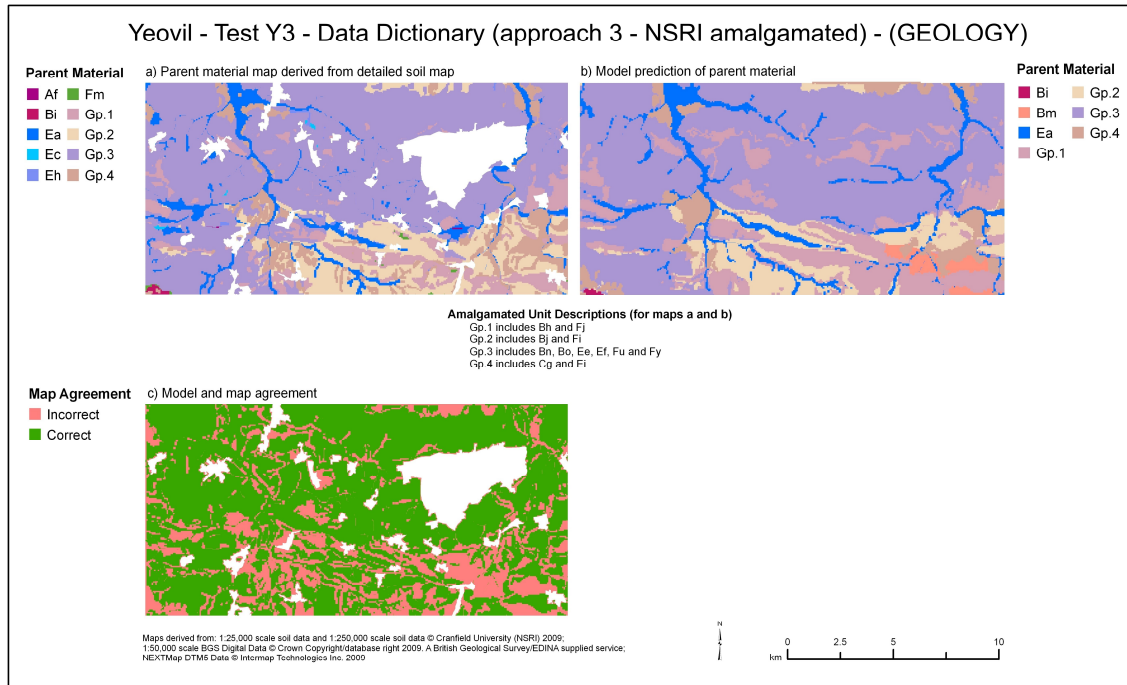 Yeovil - Test Y3 - Data Dictionary (approach 3 - NSRI amalgamated) - (GEOLOGY)
Parent Material
Af
Fm
Bi
Gp.1
Ea
Gp.2
Ec
Gp.3
Eh
Gp.4
a) Parent material map derived from detailed soil map
b) Model prediction of parent material
Parent Material
Bi
Gp.2
Bm
Gp.3
Ea
Gp.4
Gp.1
Amalgamated Unit Descriptions (for maps a and b)
Gp.1 includes Bh and Fj
Gp.2 includes Bj and Fi
Gp.3 includes Bn, Bo, Ee, Ef, Fu and Fy
Gp.4 includes Cg and
Map Agreement
Incorrect
Correct
c) Model and map agreement
Maps derived from: 1:25,000 scale soil data and 1:250,000 scale soil data © Cranfield University (NSRI) 2009;
1:50,000 scale BGS Digital Data © Crown Copyright/database right 2009. A British Geological Survey/EDINA supplied service;
NEXTMap DTM5 Data © Intermap Technologies Inc. 2009
N
0 2.5 5 10
km